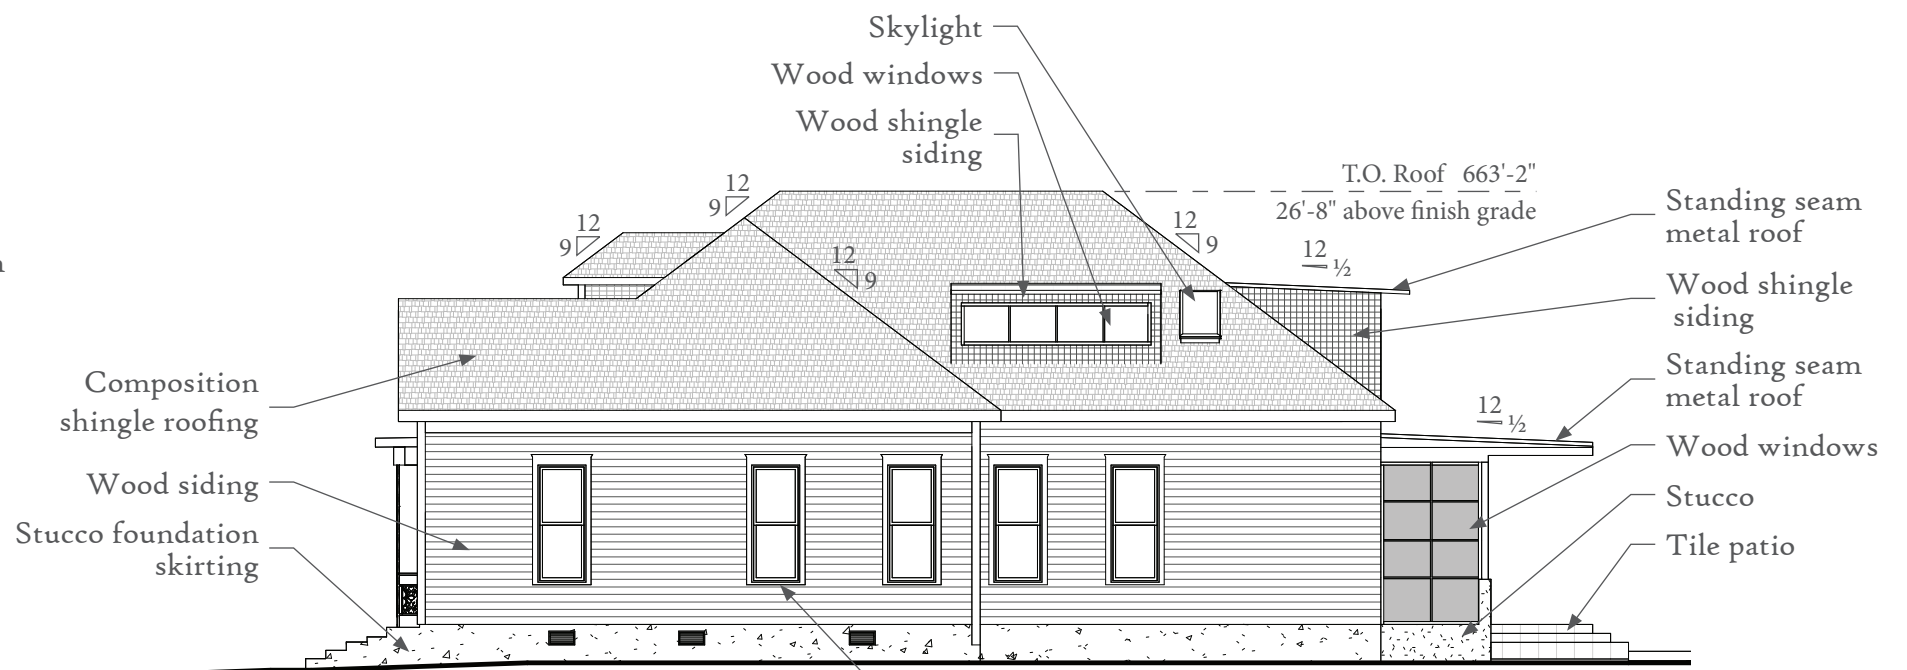 Skylight
Wood windows
Wood shingle
siding
T.O. Roof 663'-2"
26'-8" above finish grade
12
9
12
9
12
9
12
9
12
½
12
½
Standing seam
metal roof
Wood shingle
siding
Standing seam
metal roof
Wood windows
Stucco
Tile patio
Composition
shingle roofing
Wood siding
Stucco foundation
skirting